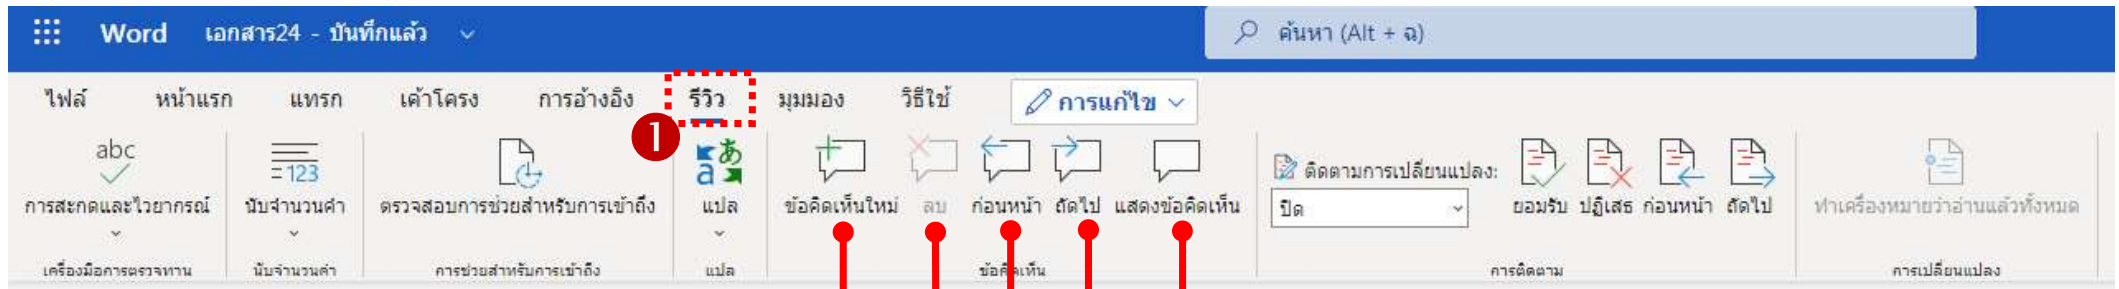 Word เอกสาร24 - บันทึกแล้ว
ค้นหา (Alt + ฉ)
ไฟล์ หน้าแรก แทรก เค้าโครง การอ้างอิง รีวิว มุมมอง วิธีใช้ การแก้ไข
1
abc
123
あ
a
ติดตามการเปลี่ยนแปลง:
การสะกดและไวยากรณ์ นับจำนวนคำ ตรวจสอบการช่วยสำหรับการเข้าถึง แปล ข้อคิดเห็นใหม่ ลบ ก่อนหน้า ถัดไป แสดงข้อคิดเห็น ปิด ยอมรับ ปฏิเสธ ก่อนหน้า ถัดไป ทำเครื่องหมายว่าอ่านแล้วทั้งหมด
เครื่องมือการตรวจทาน นับจำนวนคำ การช่วยสำหรับการเข้าถึง แปล ข้อคิดเห็น การติดตาม การเปลี่ยนแปลง